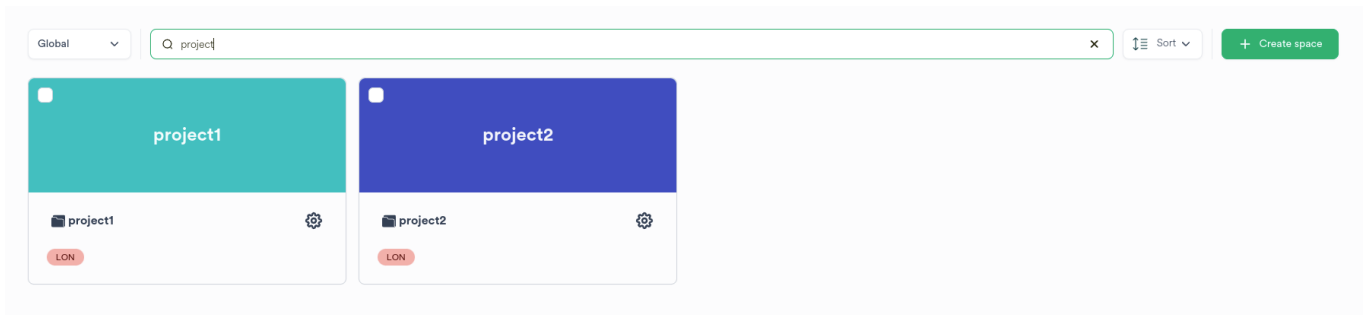 Global
project
Sort
Create space
project1
project2
project1
project2
LON
LON